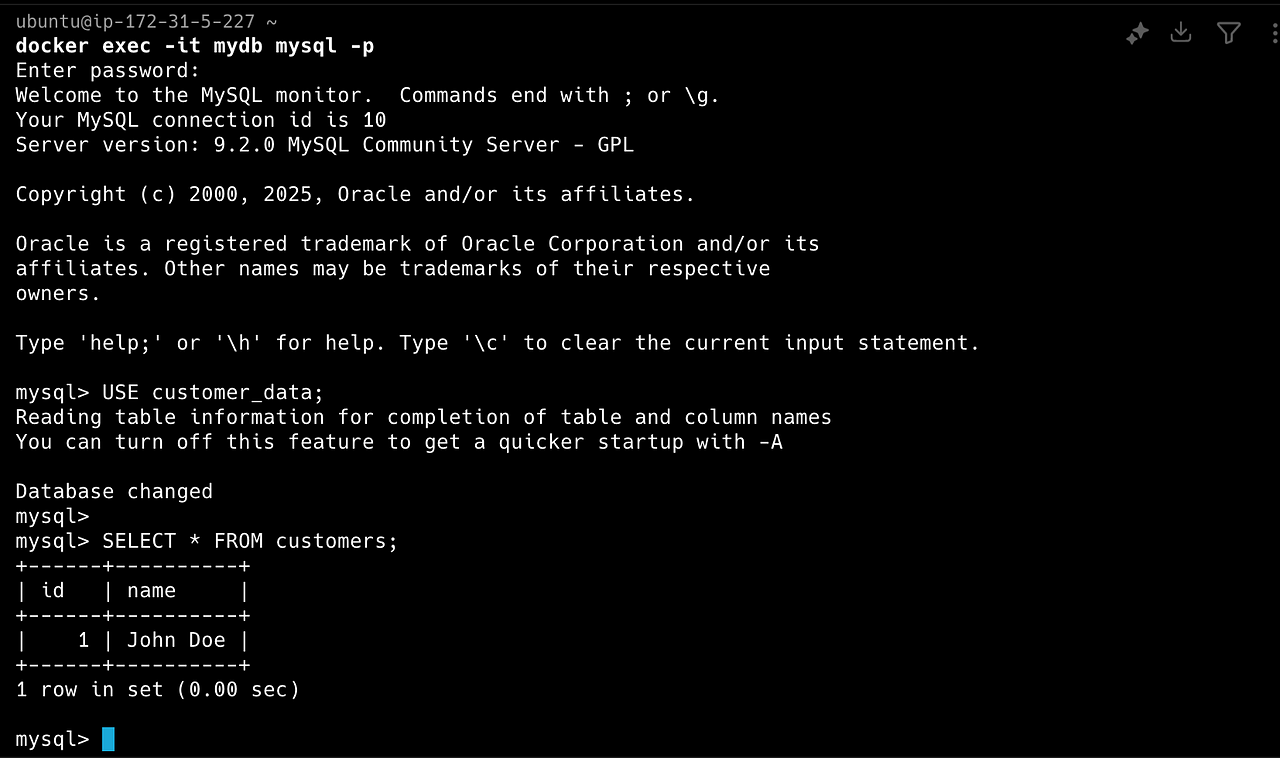 ubuntu@ip-172-31-5-227 ~
docker exec -it mydb mysql -p
Enter password:
Welcome to the MySQL monitor.  Commands end with ; or \g.
Your MySQL connection id is 10
Server version: 9.2.0 MySQL Community Server - GPL

Copyright (c) 2000, 2025, Oracle and/or its affiliates.

Oracle is a registered trademark of Oracle Corporation and/or its
affiliates. Other names may be trademarks of their respective
owners.

Type 'help;' or '\h' for help. Type '\c' to clear the current input statement.

mysql> USE customer_data;
Reading table information for completion of table and column names
You can turn off this feature to get a quicker startup with -A

Database changed
mysql>
mysql> SELECT * FROM customers;
+------+----------+
| id   | name     |
+------+----------+
|    1 | John Doe |
+------+----------+
1 row in set (0.00 sec)

mysql>